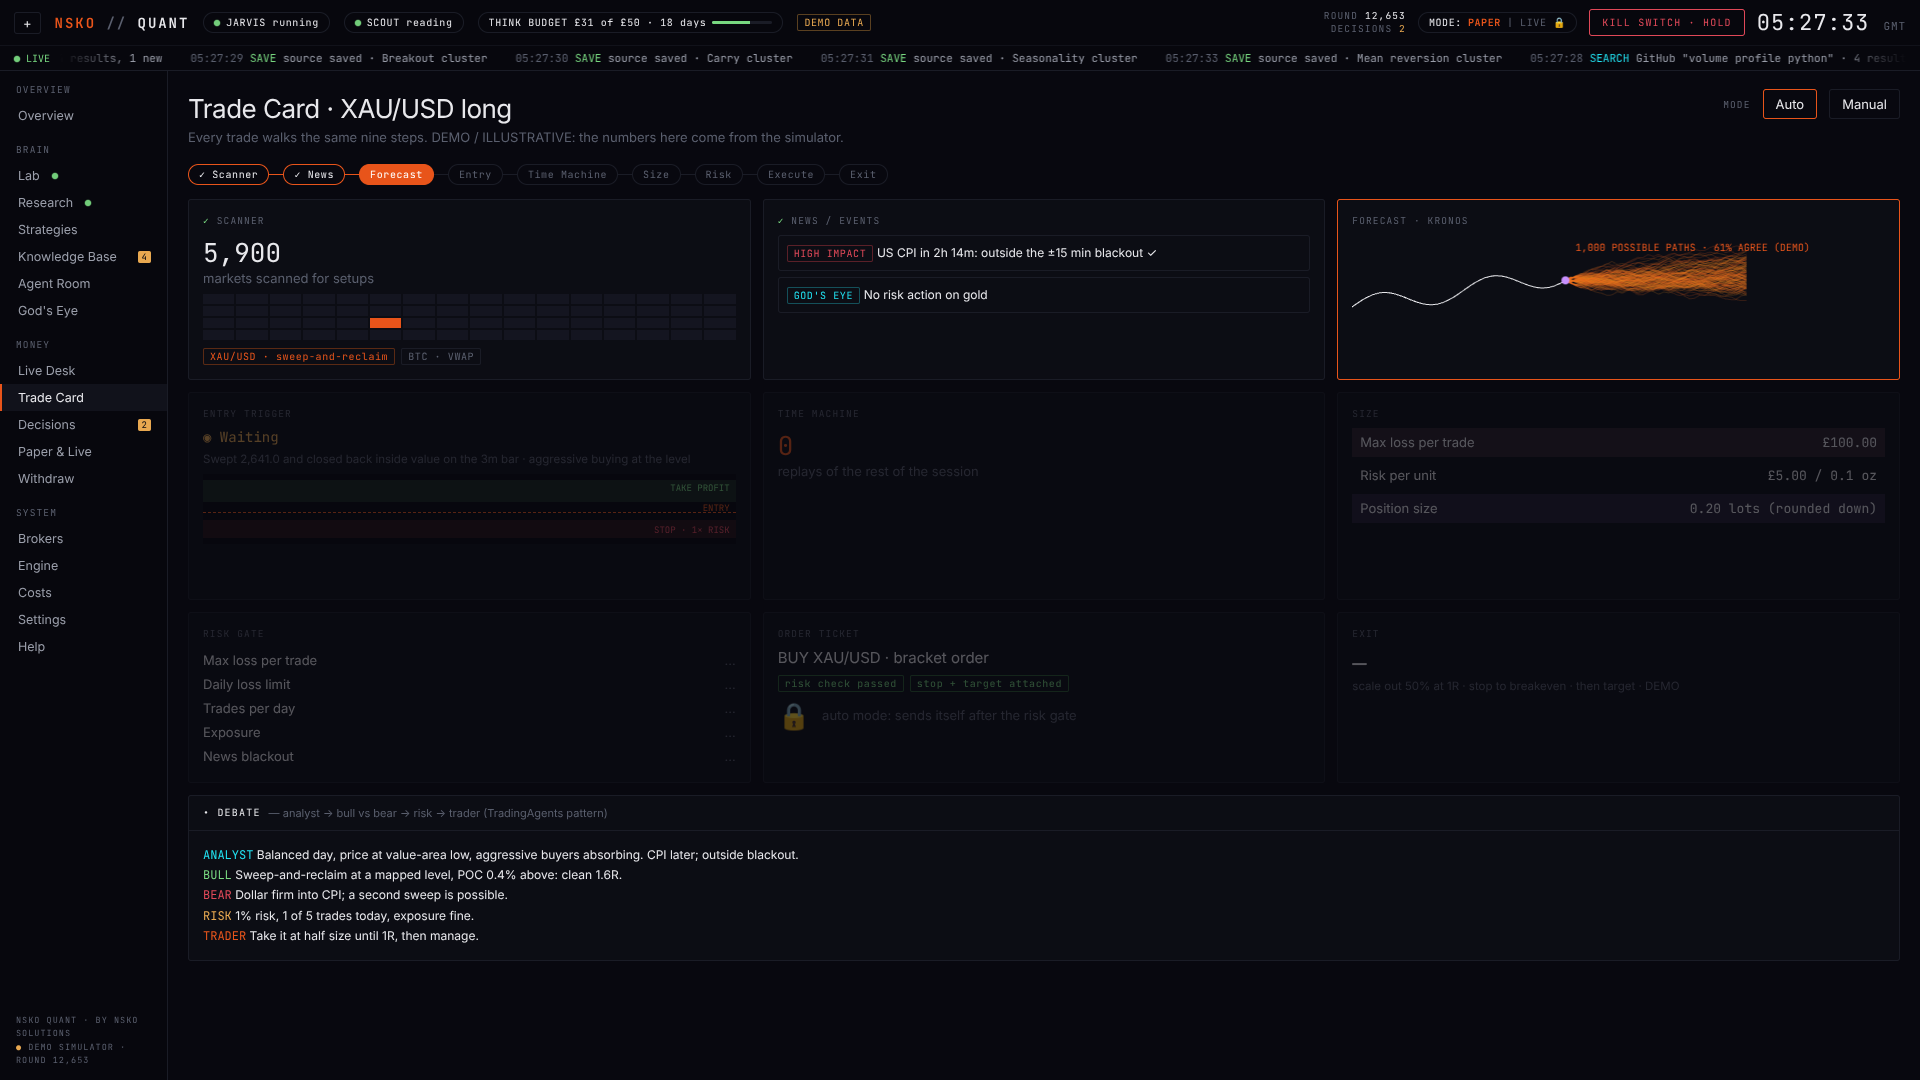 + NSKO // QUANT JARVIS running SCOUT reading THINK BUDGET £31 of £50 · 18 days DEMO DATA
ROUND 12,653
DECISIONS 2
MODE: PAPER | LIVE 🔒 KILL SWITCH · HOLD 05:27:33 GMT
LIVE results, 1 new 05:27:29 SAVE source saved · Breakout cluster 05:27:30 SAVE source saved · Carry cluster 05:27:31 SAVE source saved · Seasonality cluster 05:27:33 SAVE source saved · Mean reversion cluster 05:27:28 SEARCH GitHub "volume profile python" · 4 resul
OVERVIEW
Overview
BRAIN
Lab
Research
Strategies
Knowledge Base 4
Agent Room
God's Eye
MONEY
Live Desk
Trade Card
Decisions 2
Paper & Live
Withdraw
SYSTEM
Brokers
Engine
Costs
Settings
Help
NSKO QUANT · BY NSKO
SOLUTIONS
DEMO SIMULATOR ·
ROUND 12,653
Trade Card · XAU/USD long
Every trade walks the same nine steps. DEMO / ILLUSTRATIVE: the numbers here come from the simulator.
MODE Auto Manual
✓ Scanner ✓ News Forecast Entry Time Machine Size Risk Execute Exit
✓ SCANNER
5,900
markets scanned for setups
XAU/USD · sweep-and-reclaim BTC · VWAP
✓ NEWS / EVENTS
HIGH IMPACT US CPI in 2h 14m: outside the ±15 min blackout ✓
GOD'S EYE No risk action on gold
FORECAST · KRONOS
1,000 POSSIBLE PATHS · 61% AGREE (DEMO)
ENTRY TRIGGER
◉ Waiting
Swept 2,641.0 and closed back inside value on the 3m bar · aggressive buying at the level
TAKE PROFIT
ENTRY
STOP · 1× RISK
TIME MACHINE
0
replays of the rest of the session
SIZE
Max loss per trade £100.00
Risk per unit £5.00 / 0.1 oz
Position size 0.20 lots (rounded down)
RISK GATE
Max loss per trade …
Daily loss limit …
Trades per day …
Exposure …
News blackout …
ORDER TICKET
BUY XAU/USD · bracket order
risk check passed stop + target attached
🔒 auto mode: sends itself after the risk gate
EXIT
—
scale out 50% at 1R · stop to breakeven · then target · DEMO
• DEBATE — analyst → bull vs bear → risk → trader (TradingAgents pattern)
ANALYST Balanced day, price at value-area low, aggressive buyers absorbing. CPI later; outside blackout.
BULL Sweep-and-reclaim at a mapped level, POC 0.4% above: clean 1.6R.
BEAR Dollar firm into CPI; a second sweep is possible.
RISK 1% risk, 1 of 5 trades today, exposure fine.
TRADER Take it at half size until 1R, then manage.